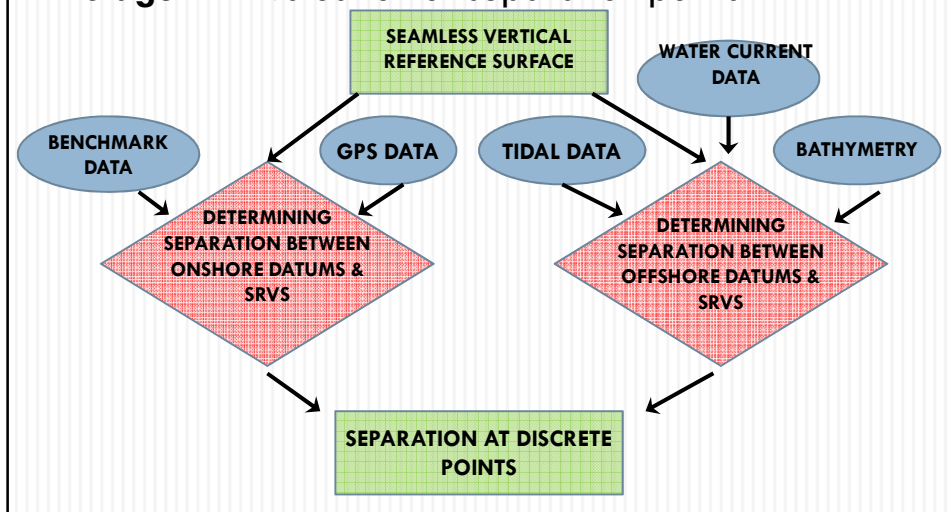 SEAMLESS VERTICAL
REFERENCE SURFACE
WATER CURRENT
DATA
BENCHMARK
DATA
GPS DATA
TIDAL DATA
BATHYMETRY
DETERMINING
SEPARATION BETWEEN
ONSHORE DATUMS &
SRVS
DETERMINING
SEPARATION BETWEEN
OFFSHORE DATUMS &
SRVS
SEPARATION AT DISCRETE
POINTS